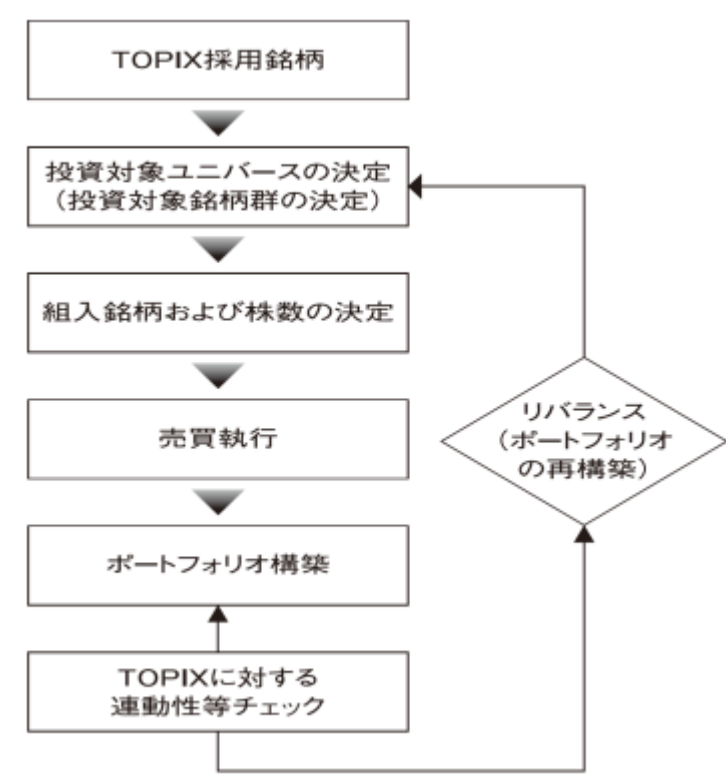 TOPIX採用銘柄
投資対象ユニバースの決定
（投資対象銘柄群の決定）
組入銘柄および株数の決定
売買執行
ポートフォリオ構築
TOPIXに対する
連動性等チェック
リバランス
（ポートフォリオ
の再構築）